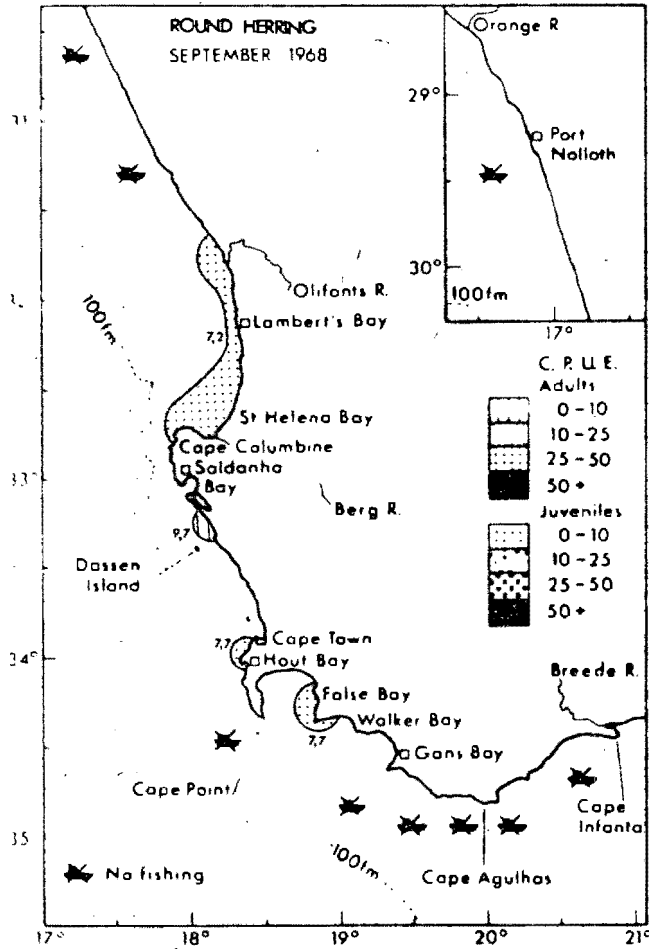 ROUND HERRING
SEPTEMBER 1968
Orange R
29°
Port
Nolloth
30°
100fm
17°
Olifants R.
100fm
Lambert's Bay
7,2
C. P. U. E.
Adults
0-10
10-25
25-50
50+
Juveniles
0-10
10-25
25-50
50+
St Helena Bay
Cape Columbine
Saldanha
Bay
33°
Berg R.
9,7
Dassen
Island
7,7
Cape Town
34°
Hout Bay
Breede R.
False Bay
Walker Bay
7,7
Gans Bay
Cape Point
Cape
Infanta
35
100fm
No fishing
Cape Agulhas
17°
18°
19°
20°
21°